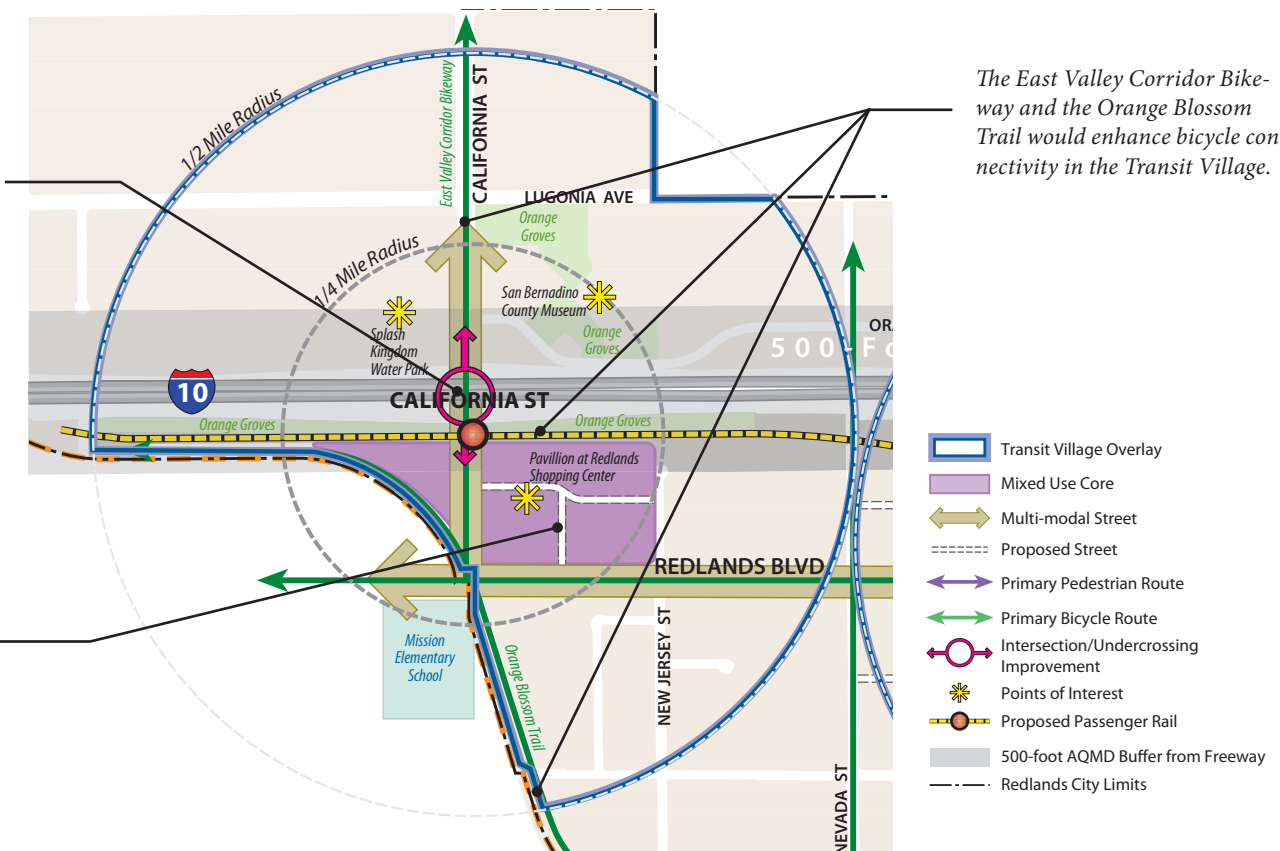 The East Valley Corridor Bike-
way and the Orange Blossom
Trail would enhance bicycle con
nectivity in the Transit Village.
1/2 Mile Radius
East Valley Corridor Bikeway
CALIFORNIA ST
LUGONIA AVE
Orange
Groves
1/4 Mile Radius
San Bernadino
County Museum
Splash
Kingdom
Water Park
Orange
Groves
OR
500-Fo
10
CALIFORNIA ST
Orange Groves
Orange Groves
Pavillion at Redlands
Shopping Center
REDLANDS BLVD
Mission
Elementary
School
Orange Blossom Trail
NEW JERSEY ST
NEVADA ST
Transit Village Overlay
Mixed Use Core
Multi-modal Street
Proposed Street
Primary Pedestrian Route
Primary Bicycle Route
Intersection/Undercrossing
Improvement
Points of Interest
Proposed Passenger Rail
500-foot AQMD Buffer from Freeway
Redlands City Limits